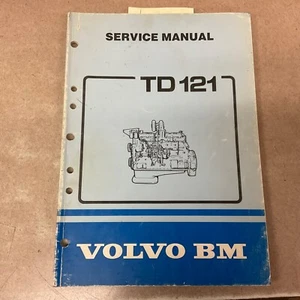 SERVICE MANUAL
TD 121
VOLVO BM